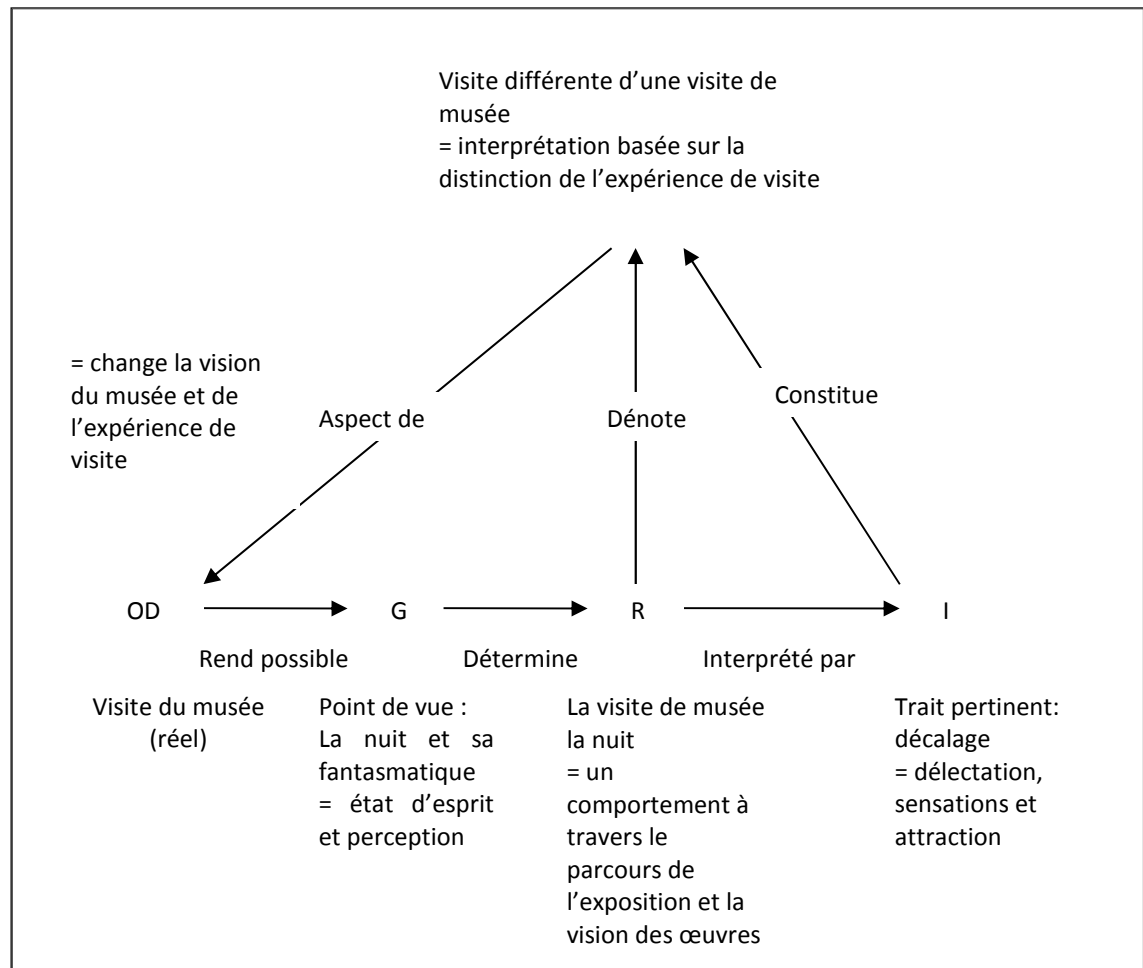 Visite différente d’une visite de
musée
= interprétation basée sur la
distinction de l’expérience de visite
= change la vision
du musée et de
l’expérience de
visite
Aspect de
Dénote
Constitue
OD
G
R
I
Rend possible
Détermine
Interprété par
Visite du musée
(réel)
Point de vue :
La nuit et sa
fantasmatique
= état d’esprit
et perception
La visite de musée
la nuit
= un
comportement à
travers le
parcours de
l’exposition et la
vision des œuvres
Trait pertinent:
décalage
= délectation,
sensations et
attraction